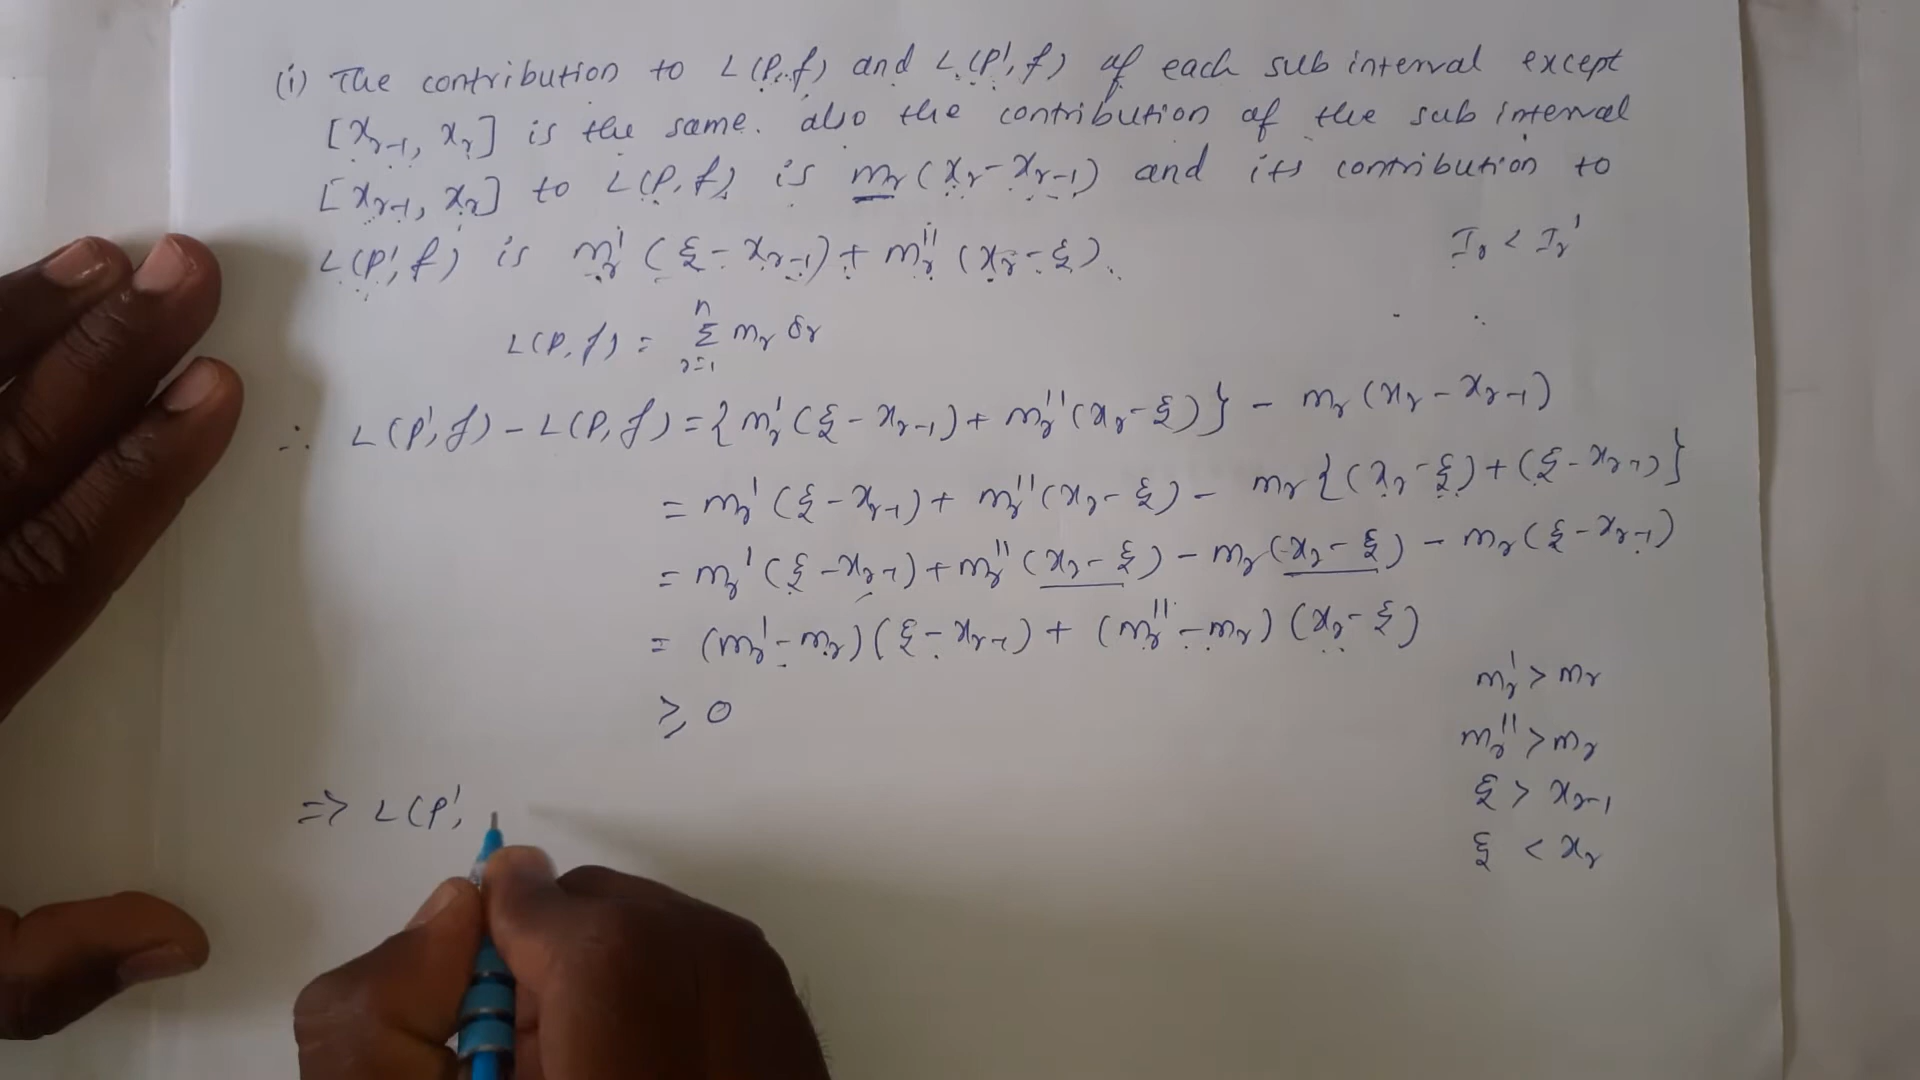 (i) The contribution to L(P,f) and L(P',f) of each sub interval except
[x_{r-1}, x_r] is the same. also the contribution of the sub interval
[x_{r-1}, x_r] to L(P,f) is m_r(x_r - x_{r-1}) and its contribution to
L(P',f) is m_r'(ξ - x_{r-1}) + m_r''(x_r - ξ).
I_r < I_r'
L(P,f) = Σ_{r=1}^{n} m_r δ_r
∴ L(P',f) - L(P,f) = {m_r'(ξ - x_{r-1}) + m_r''(x_r - ξ)} - m_r(x_r - x_{r-1})
= m_r'(ξ - x_{r-1}) + m_r''(x_r - ξ) - m_r{(x_r - ξ) + (ξ - x_{r-1})}
= m_r'(ξ - x_{r-1}) + m_r''(x_r - ξ) - m_r(x_r - ξ) - m_r(ξ - x_{r-1})
= (m_r' - m_r)(ξ - x_{r-1}) + (m_r'' - m_r)(x_r - ξ)
≥ 0
m_r' > m_r
m_r'' > m_r
ξ > x_{r-1}
ξ < x_r
⇒ L(P',